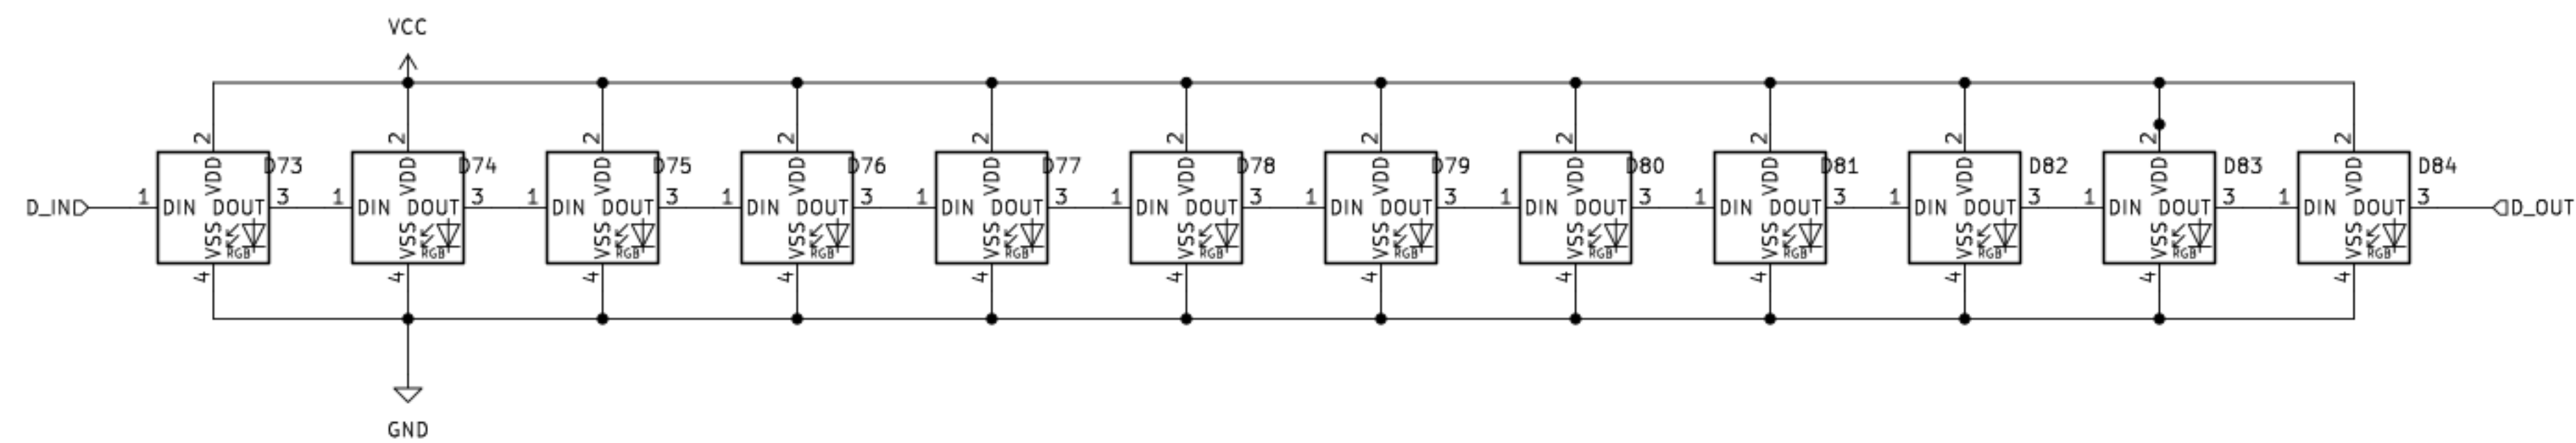 VCC
2 2 2 2 2 2 2 2 2 2 2 2
D73 D74 D75 D76 D77 D78 D79 D80 D81 D82 D83 D84
VDD VDD VDD VDD VDD VDD VDD VDD VDD VDD VDD VDD
1 3 1 3 1 3 1 3 1 3 1 3 1 3 1 3 1 3 1 3 1 3 1 3
D_IN DIN DOUT DIN DOUT DIN DOUT DIN DOUT DIN DOUT DIN DOUT DIN DOUT DIN DOUT DIN DOUT DIN DOUT DIN DOUT DIN DOUT D_OUT
VSS VSS VSS VSS VSS VSS VSS VSS VSS VSS VSS VSS
RGB RGB RGB RGB RGB RGB RGB RGB RGB RGB RGB RGB
4 4 4 4 4 4 4 4 4 4 4 4
GND